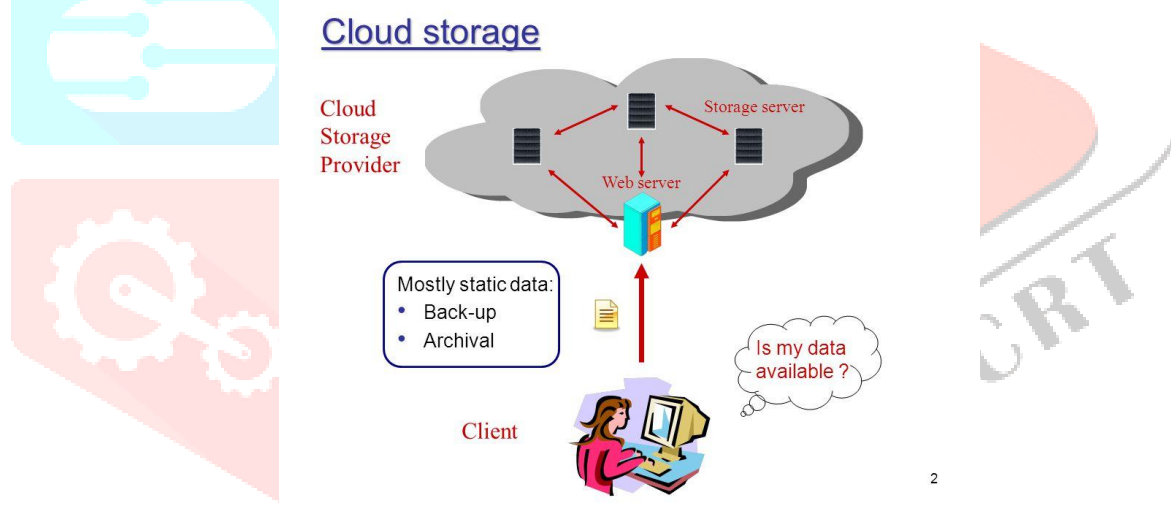 Cloud storage
Cloud
Storage
Provider
Storage server
Web server
Mostly static data:
• Back-up
• Archival
Is my data
available ?
Client
2
CRT